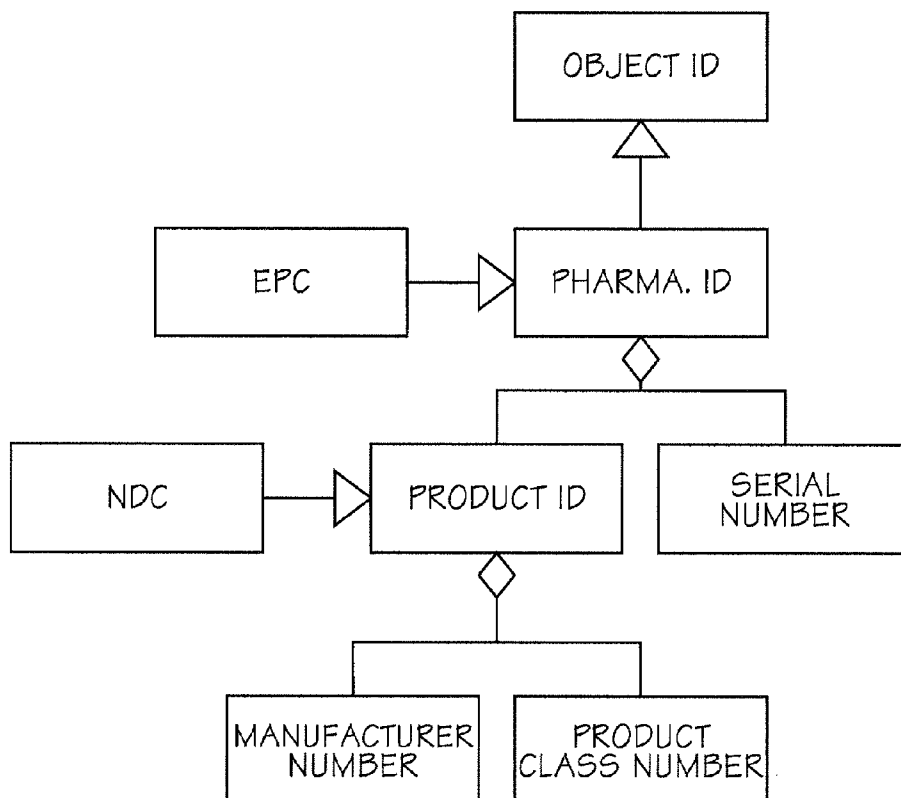 OBJECT ID
EPC
PHARMA. ID
NDC
PRODUCT ID
SERIAL
NUMBER
MANUFACTURER
NUMBER
PRODUCT
CLASS NUMBER